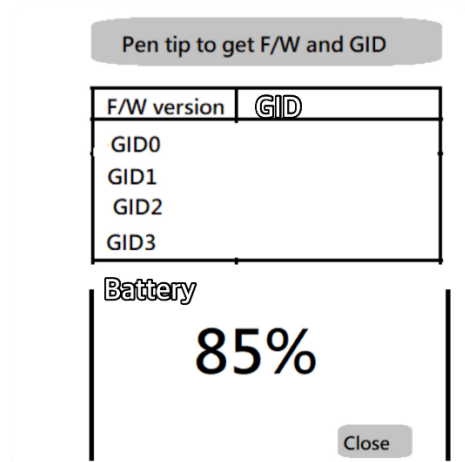 Pen tip to get F/W and GID
F/W version GID
GID0
GID1
GID2
GID3
Battery
85%
Close